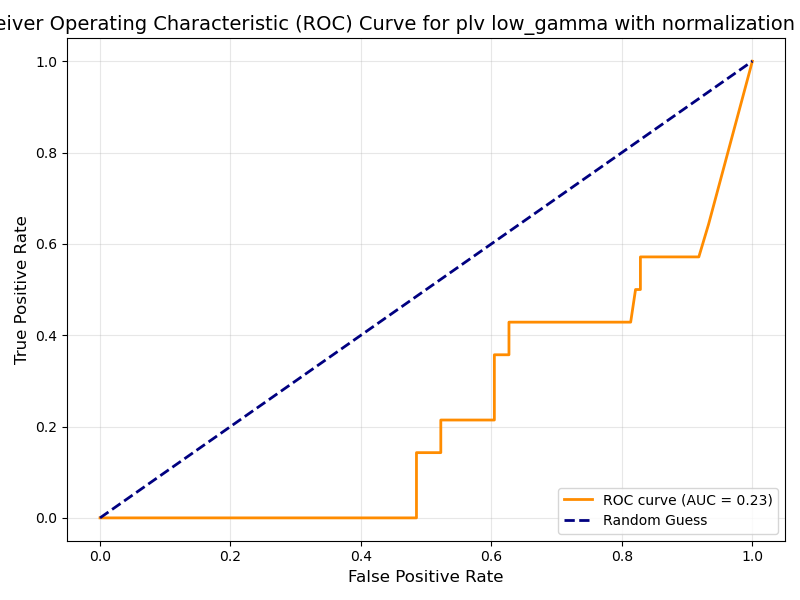 eiver Operating Characteristic (ROC) Curve for plv low_gamma with normalization
1.0
0.8
0.6
0.4
0.2
0.0
True Positive Rate
0.0 0.2 0.4 0.6 0.8 1.0
False Positive Rate
ROC curve (AUC = 0.23)
Random Guess